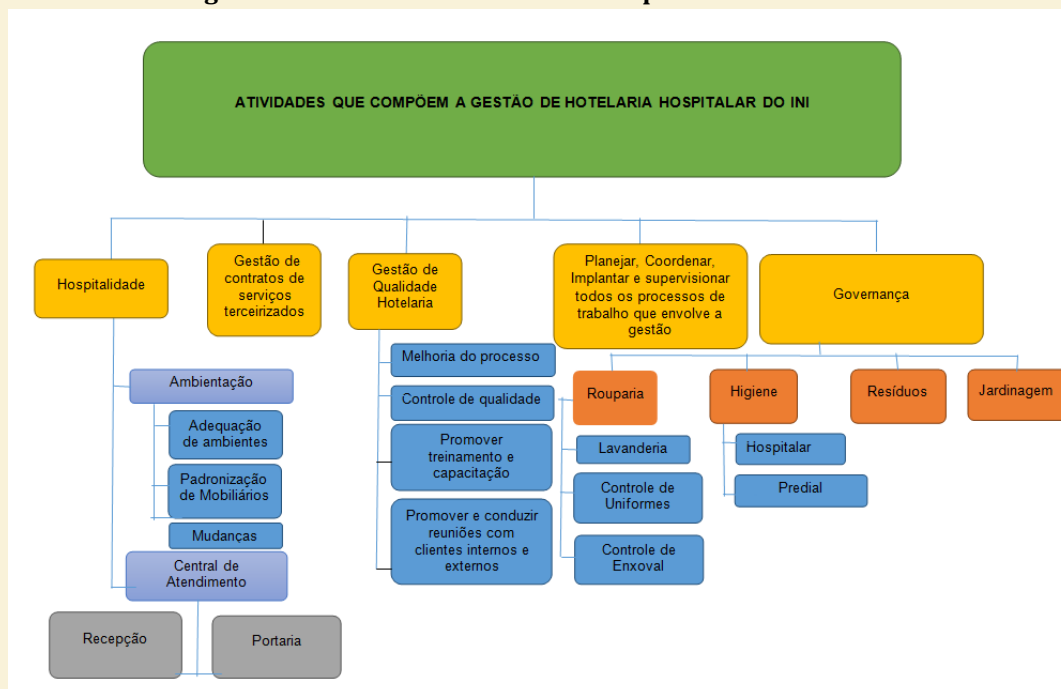 ATIVIDADES QUE COMPÕEM A GESTÃO DE HOTELARIA HOSPITALAR DO INI
Hospitalidade
Gestão de
contratos de
serviços
terceirizados
Gestão de
Qualidade
Hotelaria
Planejar, Coordenar,
Implantar e supervisionar
todos os processos de
trabalho que envolve a
gestão
Governança
Ambientação
Adequação
de ambientes
Padronização
de Mobiliários
Mudanças
Central de
Atendimento
Recepção
Portaria
Melhoria do processo
Controle de qualidade
Promover
treinamento e
capacitação
Promover e conduzir
reuniões com
clientes internos e
externos
Rouparia
Lavanderia
Controle de
Uniformes
Controle de
Enxoval
Higiene
Hospitalar
Predial
Resíduos
Jardinagem